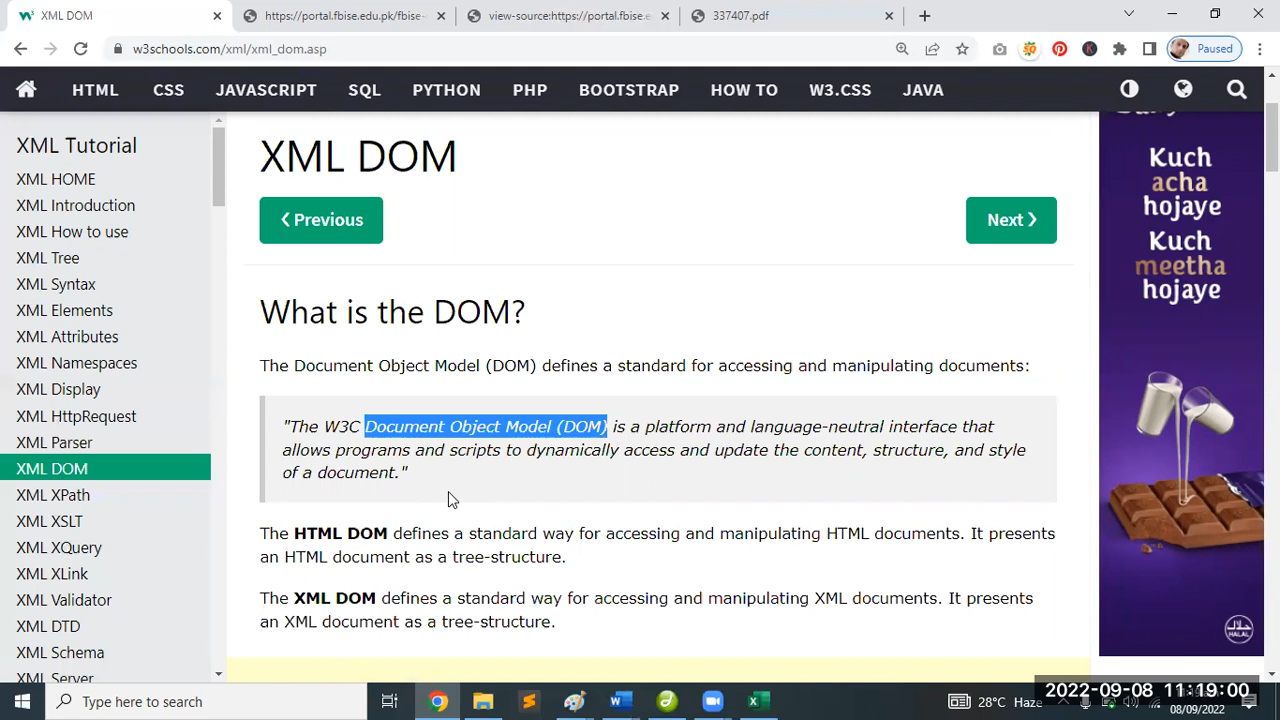 XML DOM
https://portal.fbise.edu.pk/fbise-
view-source:https://portal.fbise.e
337407.pdf
w3schools.com/xml/xml_dom.asp
Paused
HTML CSS JAVASCRIPT SQL PYTHON PHP BOOTSTRAP HOW TO W3.CSS JAVA
XML Tutorial
XML HOME
XML Introduction
XML How to use
XML Tree
XML Syntax
XML Elements
XML Attributes
XML Namespaces
XML Display
XML HttpRequest
XML Parser
XML DOM
XML XPath
XML XSLT
XML XQuery
XML XLink
XML Validator
XML DTD
XML Schema
XML Server
XML DOM
❮ Previous
Next ❯
What is the DOM?
The Document Object Model (DOM) defines a standard for accessing and manipulating documents:
"The W3C Document Object Model (DOM) is a platform and language-neutral interface that
allows programs and scripts to dynamically access and update the content, structure, and style
of a document."
The HTML DOM defines a standard way for accessing and manipulating HTML documents. It presents
an HTML document as a tree-structure.
The XML DOM defines a standard way for accessing and manipulating XML documents. It presents
an XML document as a tree-structure.
Kuch
acha
hojaye
Kuch
meetha
hojaye
HALAL
Type here to search
28°C Haze
2022-09-08 11:19:00
08/09/2022